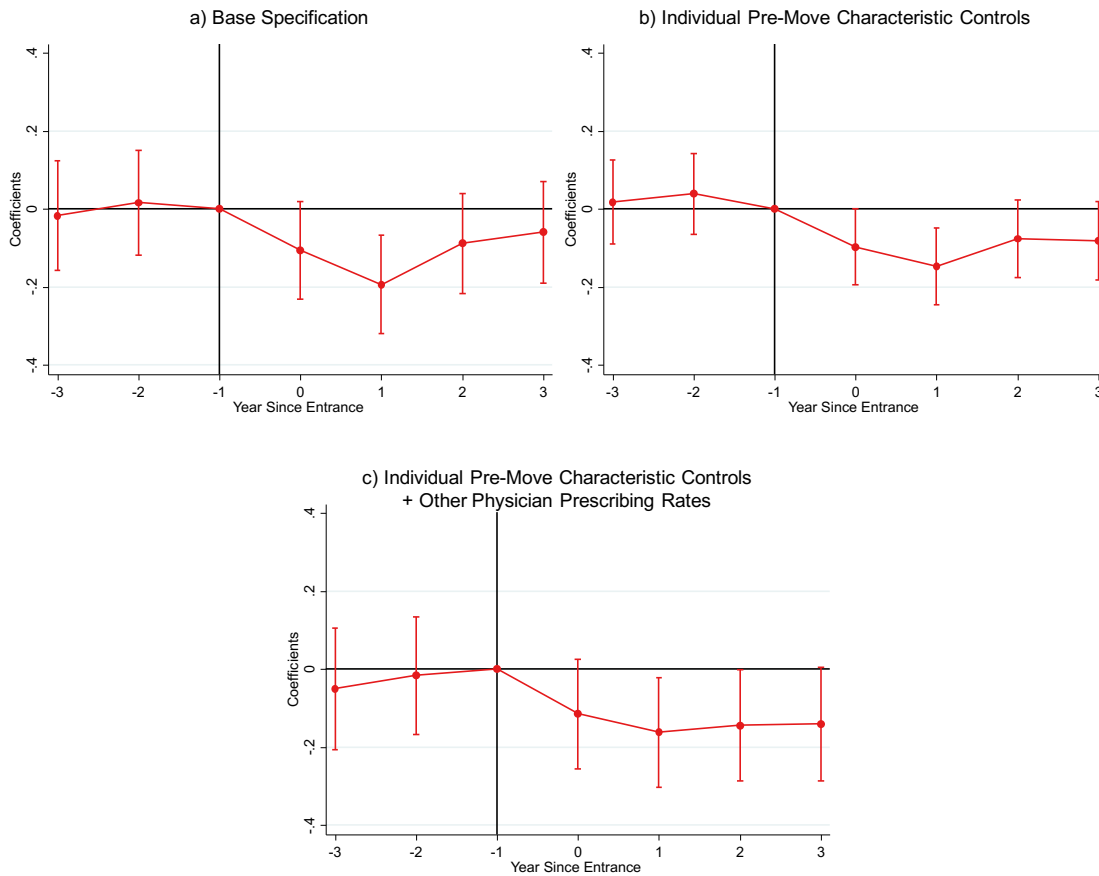 a) Base Specification
.4
.2
0
-.2
-.4
Coefficients
-3 -2 -1 0 1 2 3
Year Since Entrance
b) Individual Pre-Move Characteristic Controls
.4
.2
0
-.2
-.4
Coefficients
-3 -2 -1 0 1 2 3
Year Since Entrance
c) Individual Pre-Move Characteristic Controls
+ Other Physician Prescribing Rates
.4
.2
0
-.2
-.4
Coefficients
-3 -2 -1 0 1 2 3
Year Since Entrance